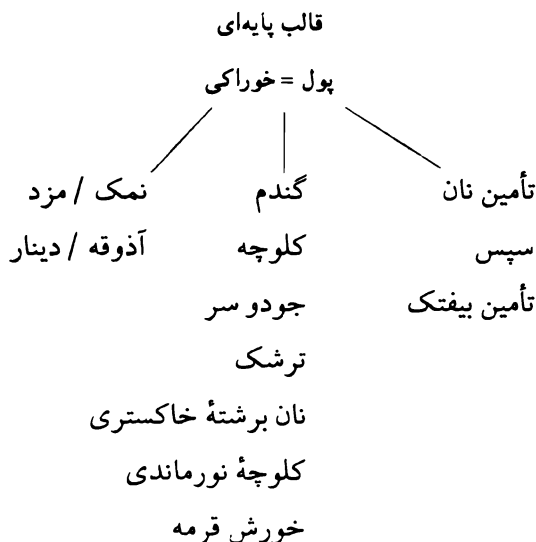 قالب پایه‌ای
پول = خوراکی
تأمین نان
سپس
تأمین بیفتک
گندم
کلوچه
جودو سر
ترشک
نان برشتهٔ خاکستری
کلوچهٔ نورماندی
خورش قرمه
نمک / مزد
آذوقه / دینار